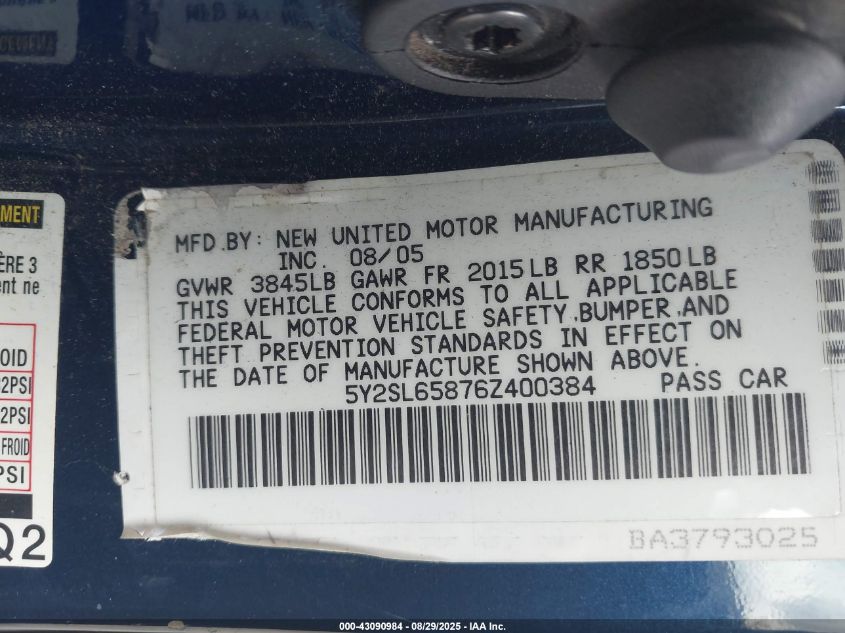 MENT
ÈRE 3
ent ne
ROID
2PSI
2PSI
FROID
PSI
Q2
MFD.BY: NEW UNITED MOTOR MANUFACTURING
INC. 08/05
GVWR 3845LB GAWR FR 2015LB RR 1850LB
THIS VEHICLE CONFORMS TO ALL APPLICABLE
FEDERAL MOTOR VEHICLE SAFETY,BUMPER,AND
THEFT PREVENTION STANDARDS IN EFFECT ON
THE DATE OF MANUFACTURE SHOWN ABOVE.
5Y2SL65876Z400384 PASS CAR
BA3793025
000-43090984 - 08/29/2025 - IAA Inc.